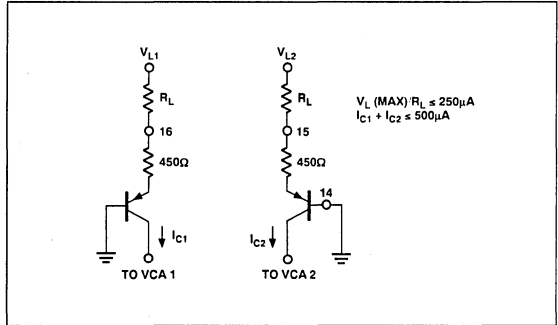 VL1
VL2
RL
RL
VL (MAX)/RL ≤ 250μA
IC1 + IC2 ≤ 500μA
16
15
450Ω
450Ω
14
IC1
IC2
TO VCA 1
TO VCA 2